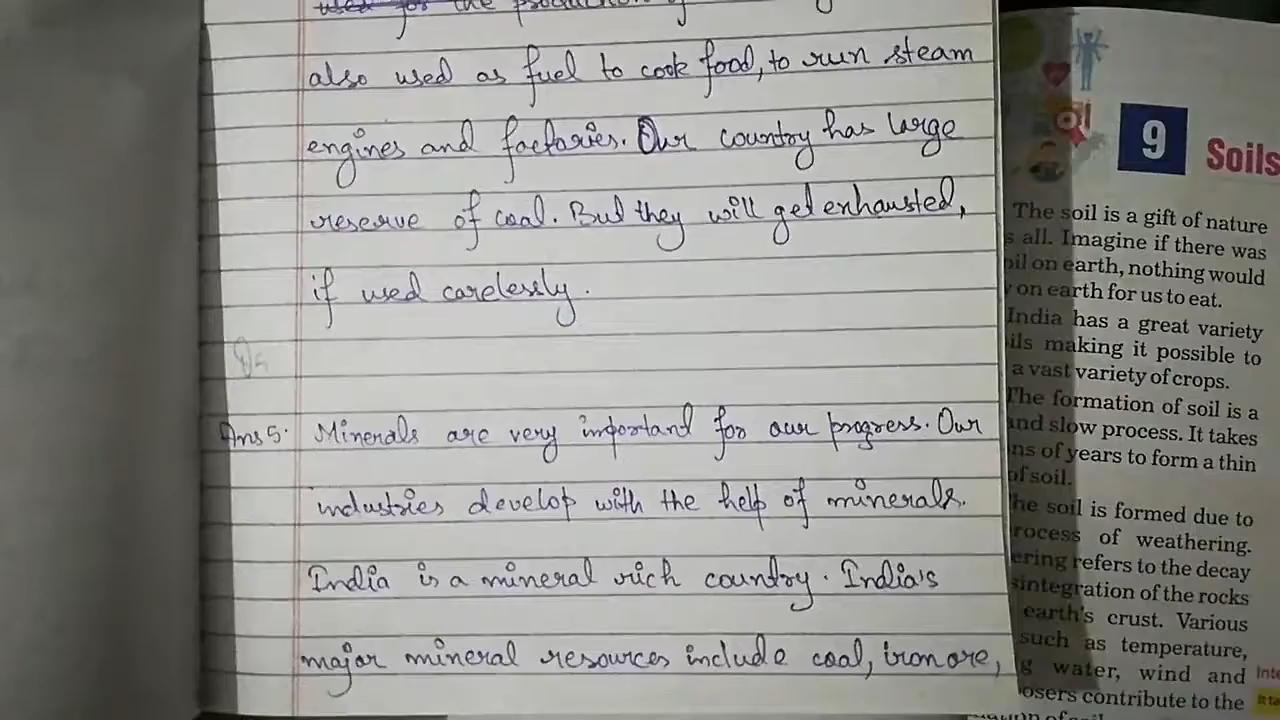 used for the production of
also used as fuel to cook food, to run steam
engines and factories. Our country has large
reserve of coal. But they will get exhausted,
if used carelessly.
Ans 5. Minerals are very important for our progress. Our
industries develop with the help of minerals.
India is a mineral rich country. India's
major mineral resources include coal, iron ore,
9 Soils
The soil is a gift of nature
s all. Imagine if there was
oil on earth, nothing would
on earth for us to eat.
India has a great variety
ils making it possible to
a vast variety of crops.
The formation of soil is a
and slow process. It takes
ns of years to form a thin
of soil.
he soil is formed due to
rocess of weathering.
ering refers to the decay
sintegration of the rocks
earth's crust. Various
such as temperature,
g water, wind and
osers contribute to the